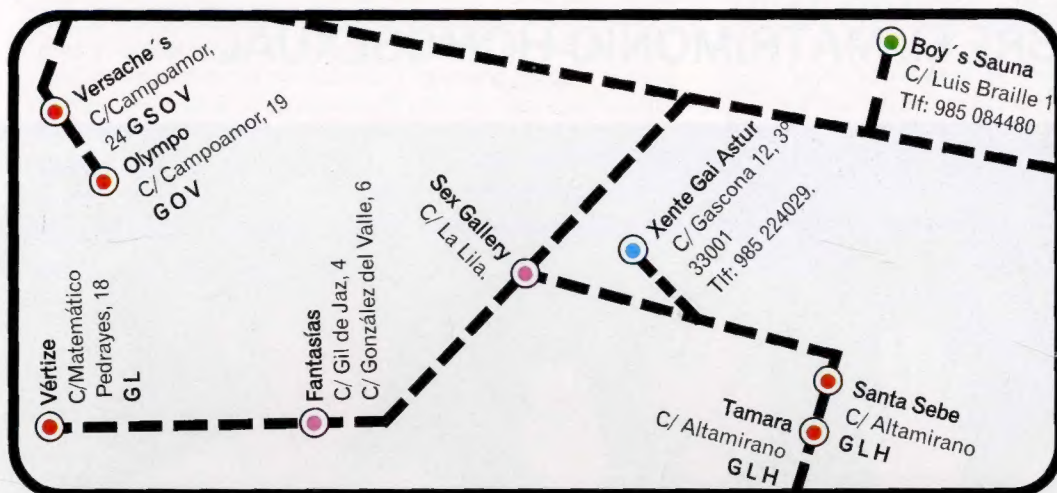 Versache´s
C/Campoamor,
24 G S O V
Olympo
C/ Campoamor, 19
G O V
Boy´s Sauna
C/ Luis Braille 1
Tlf: 985 084480
Sex Gallery
C/ La Lila.
Xente Gai Astur
C/ Gascona 12, 3º
33001
Tlf: 985 224029.
Vértize
C/Matemático
Pedrayes, 18
G L
Fantasías
C/ Gil de Jaz, 4
C/ González del Valle, 6
Santa Sebe
C/ Altamirano
G L H
Tamara
C/ Altamirano
G L H